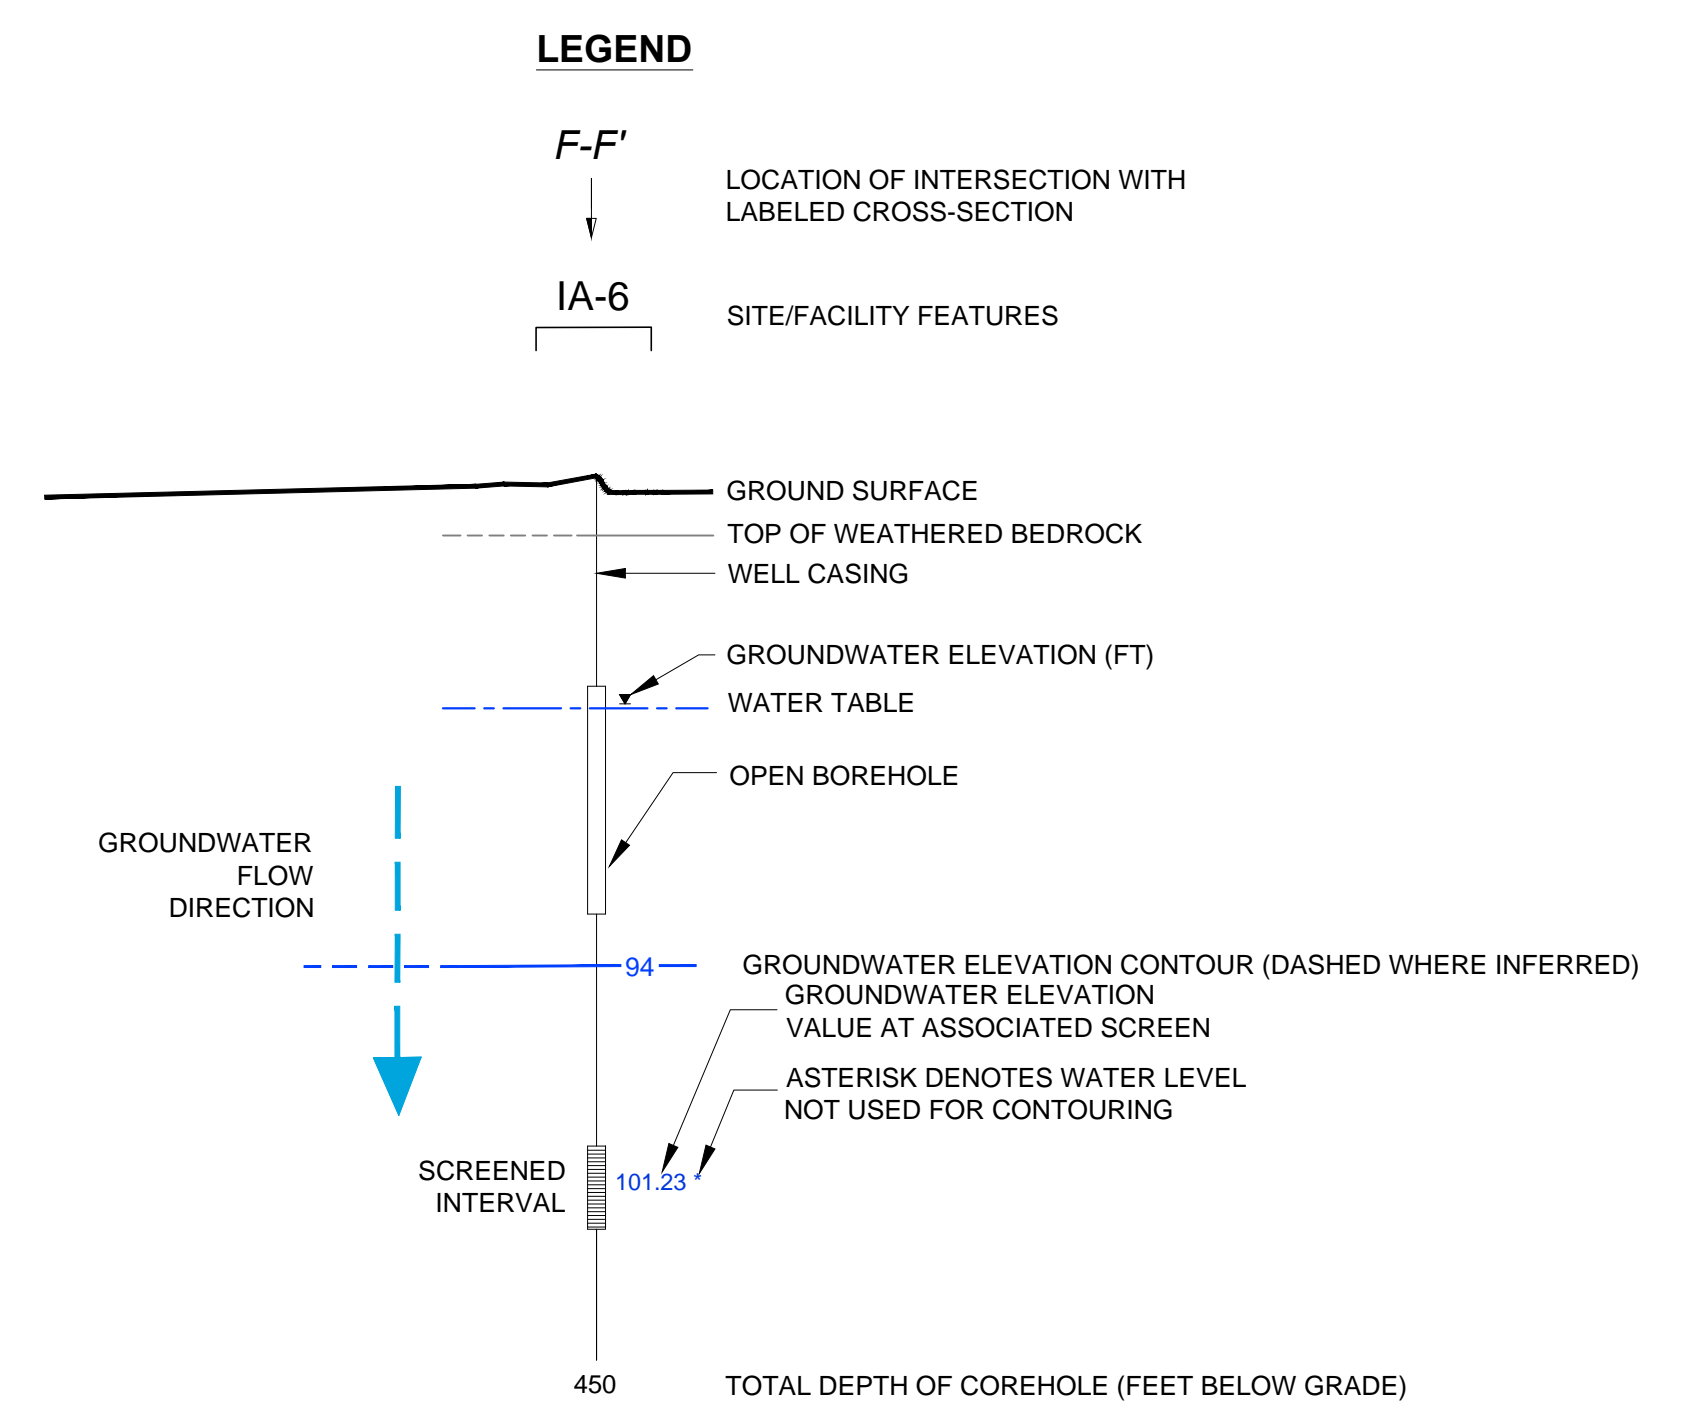 LEGEND
F-F'
LOCATION OF INTERSECTION WITH
LABELED CROSS-SECTION
IA-6
SITE/FACILITY FEATURES
GROUND SURFACE
TOP OF WEATHERED BEDROCK
WELL CASING
GROUNDWATER ELEVATION (FT)
WATER TABLE
OPEN BOREHOLE
GROUNDWATER
FLOW
DIRECTION
94
GROUNDWATER ELEVATION CONTOUR (DASHED WHERE INFERRED)
GROUNDWATER ELEVATION
VALUE AT ASSOCIATED SCREEN
ASTERISK DENOTES WATER LEVEL
NOT USED FOR CONTOURING
SCREENED
INTERVAL
101.23 *
450
TOTAL DEPTH OF COREHOLE (FEET BELOW GRADE)